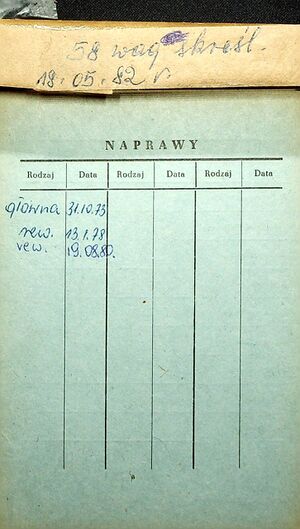 58 wag skreśl.
18.05.82 r
NAPRAWY
Rodzaj Data Rodzaj Data Rodzaj Data
główna 31.10.73
rew. 13.1.78
rew. 19.08.80.